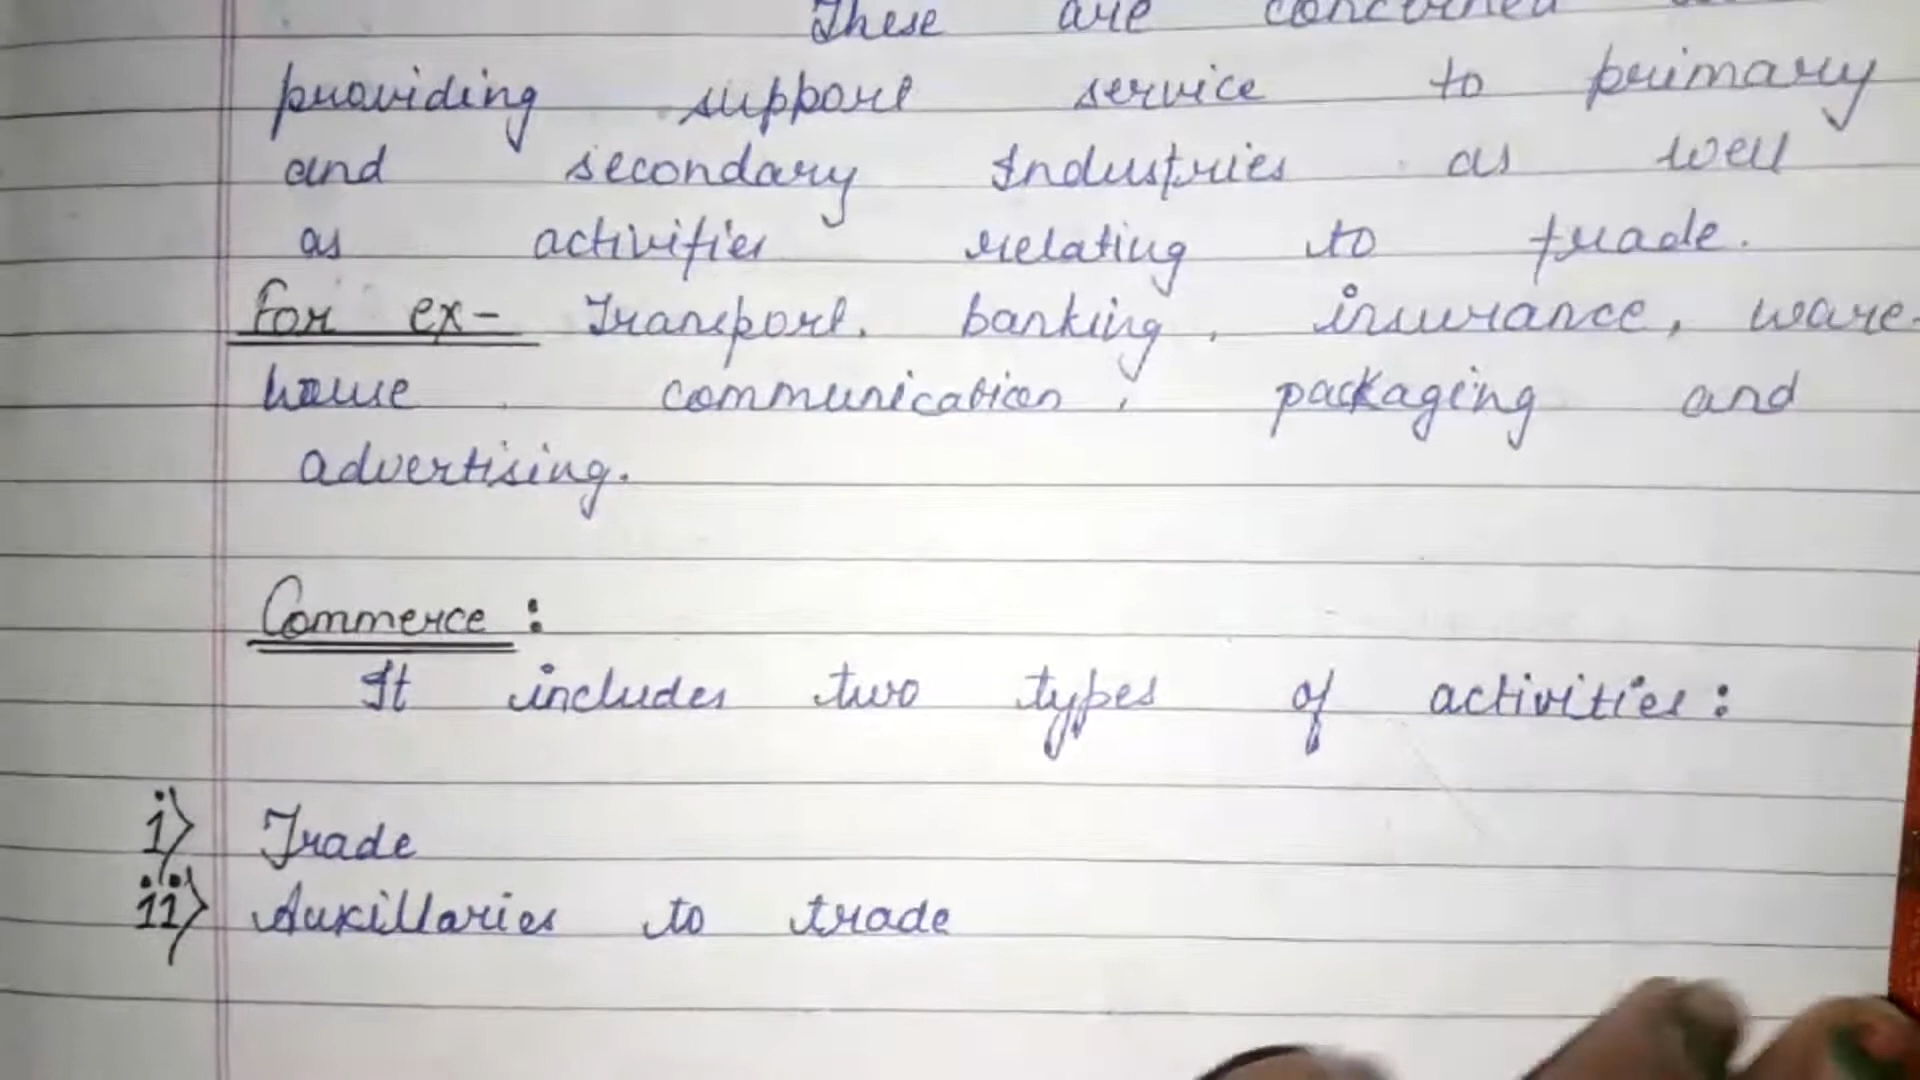 These are concerned
providing support service to primary
and secondary Industries as well
as activities relating to trade.
For ex- Transport, banking, insurance, ware-
house communication, packaging and
advertising.
Commerce :
It includes two types of activities :
i) Trade
ii) Auxillaries to trade